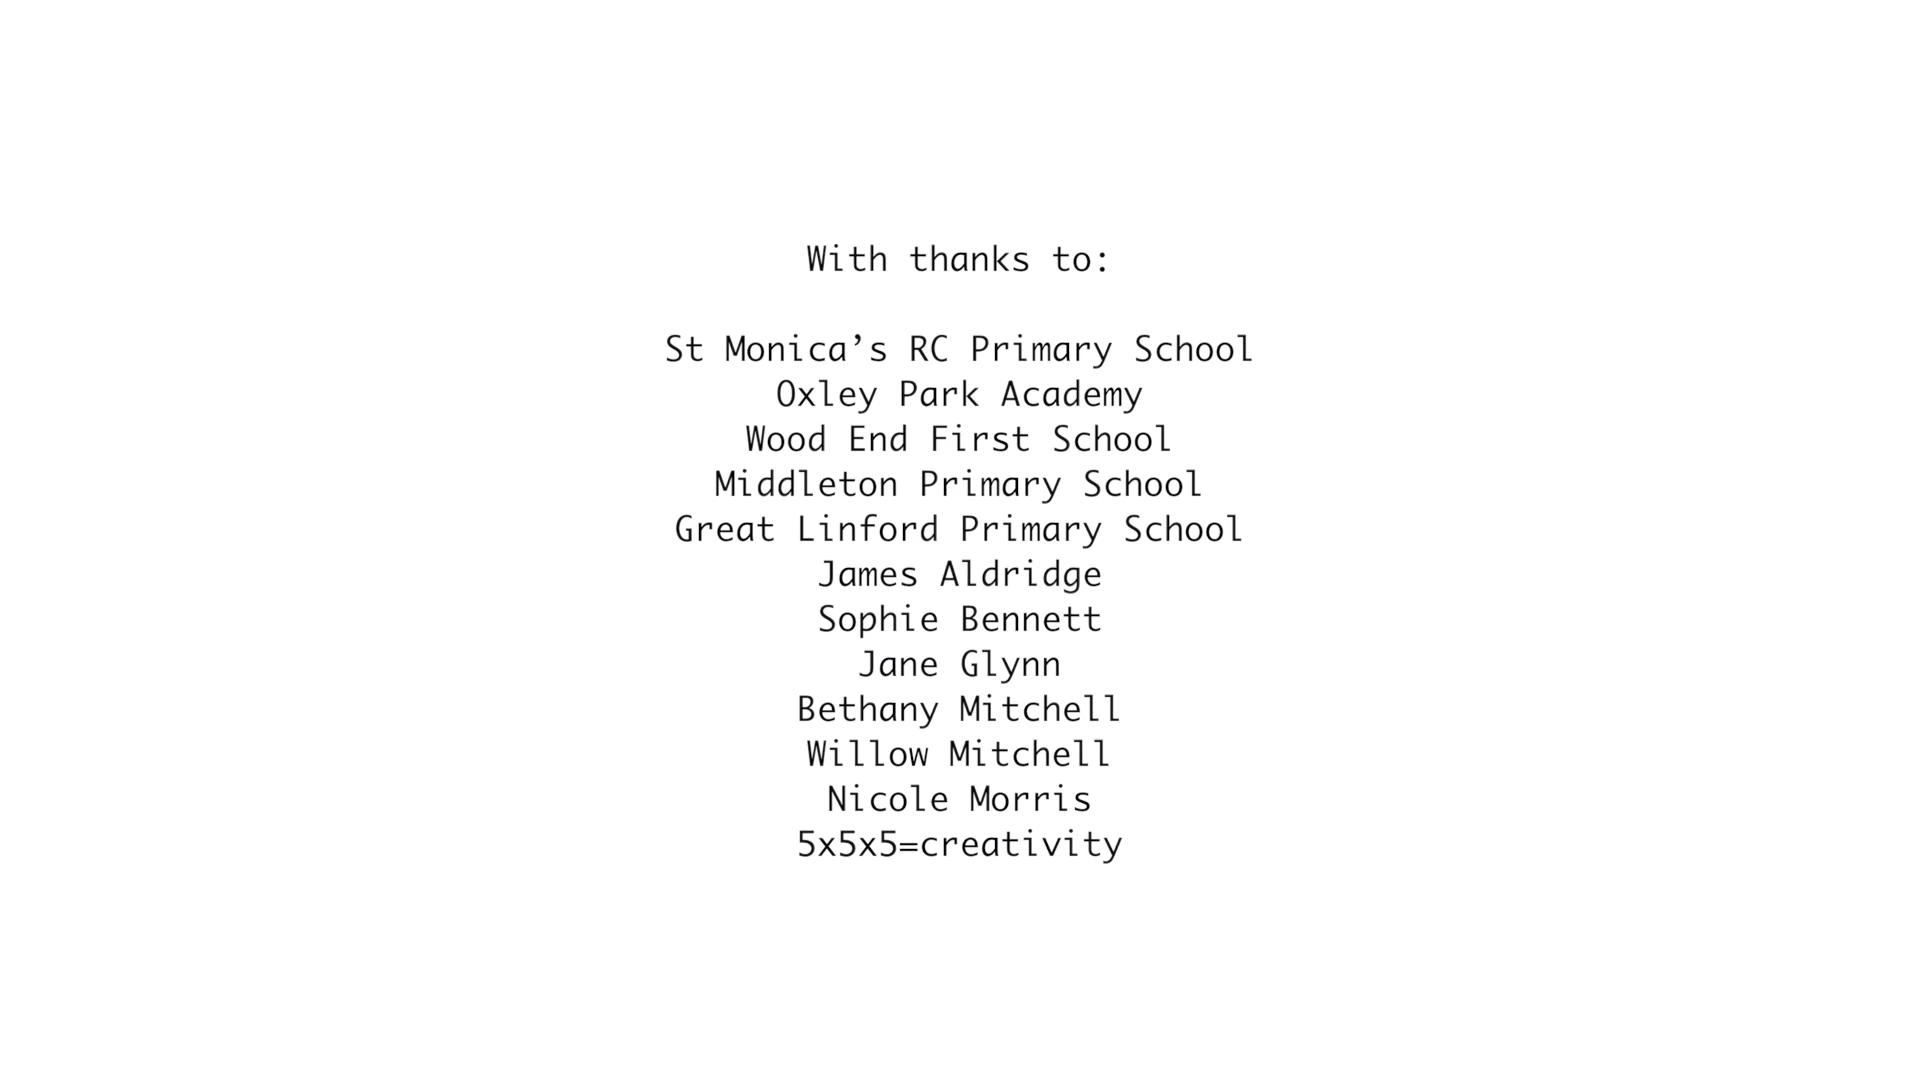 With thanks to:
St Monica’s RC Primary School
Oxley Park Academy
Wood End First School
Middleton Primary School
Great Linford Primary School
James Aldridge
Sophie Bennett
Jane Glynn
Bethany Mitchell
Willow Mitchell
Nicole Morris
5x5x5=creativity